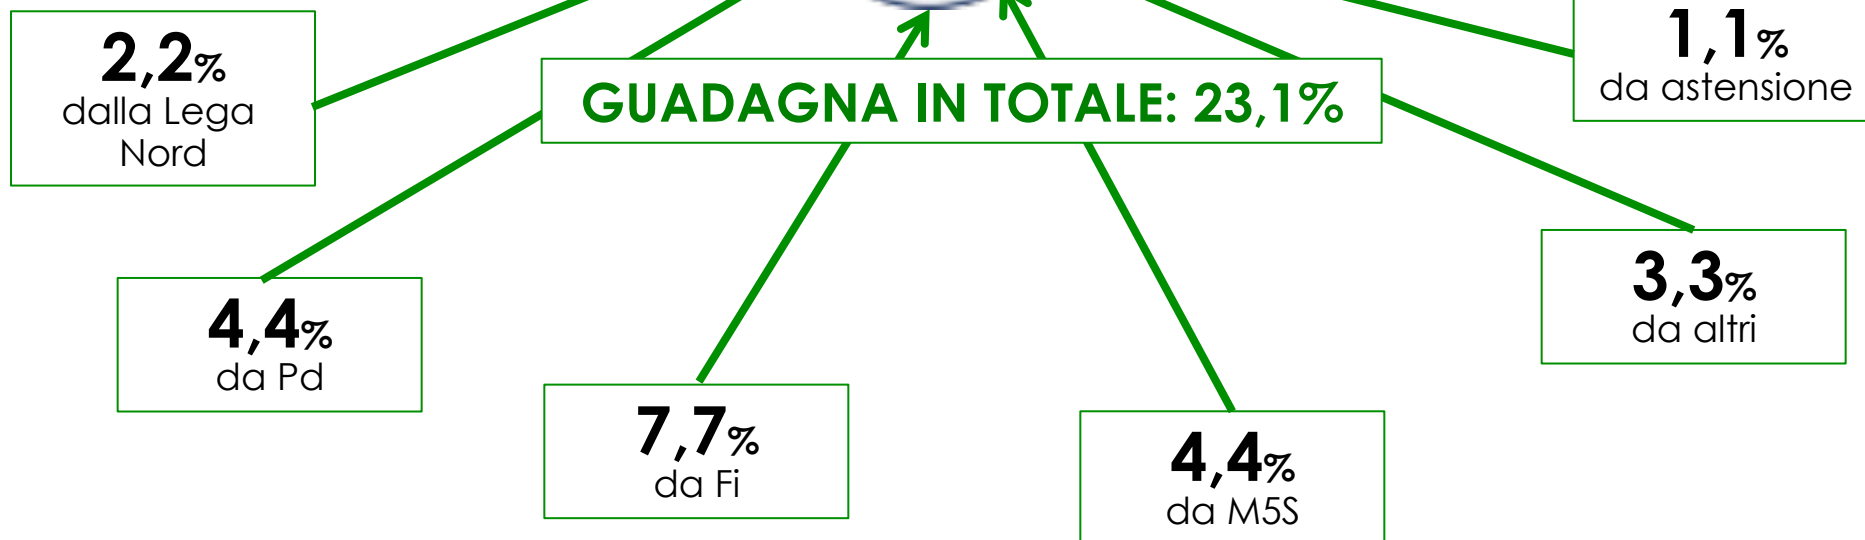 2,2%
dalla Lega
Nord
GUADAGNA IN TOTALE: 23,1%
1,1%
da astensione
4,4%
da Pd
7,7%
da Fi
4,4%
da M5S
3,3%
da altri